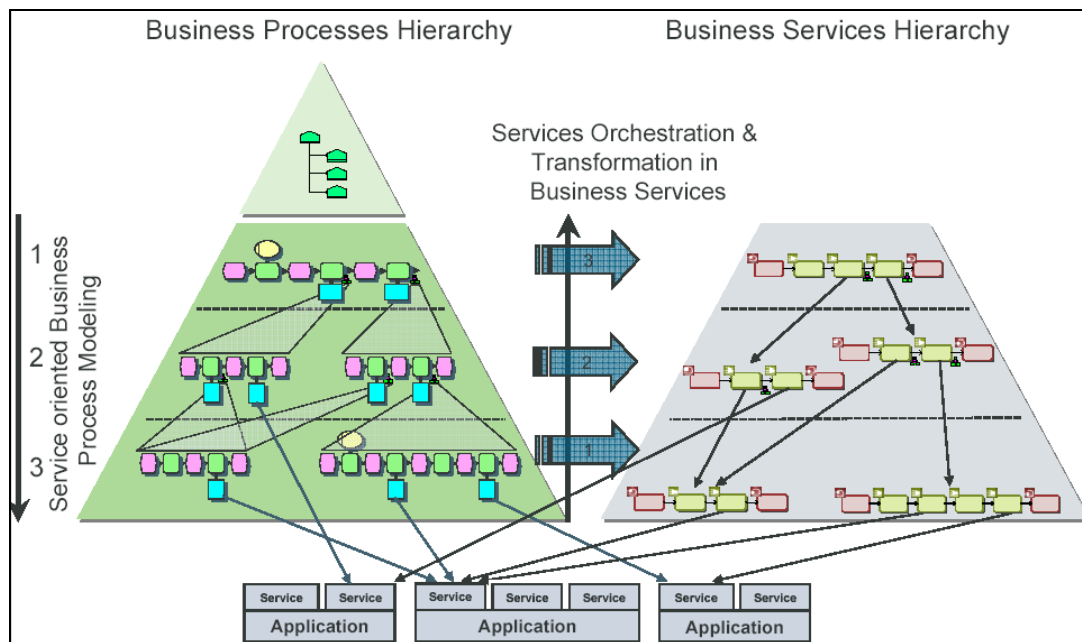 Business Processes Hierarchy
Business Services Hierarchy
Services Orchestration &
Transformation in
Business Services
Service oriented Business
Process Modeling
1
2
3
3
2
1
Service
Service
Application
Service
Service
Service
Application
Service
Service
Application